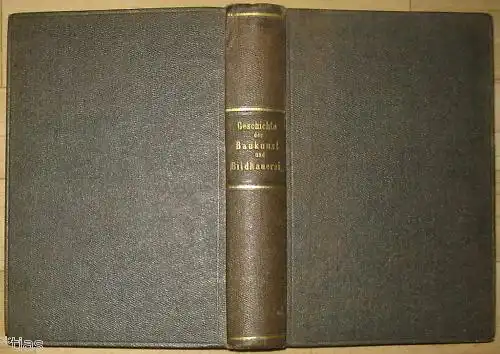 Geschichte
der
Baukunst
und
Bildhauerei